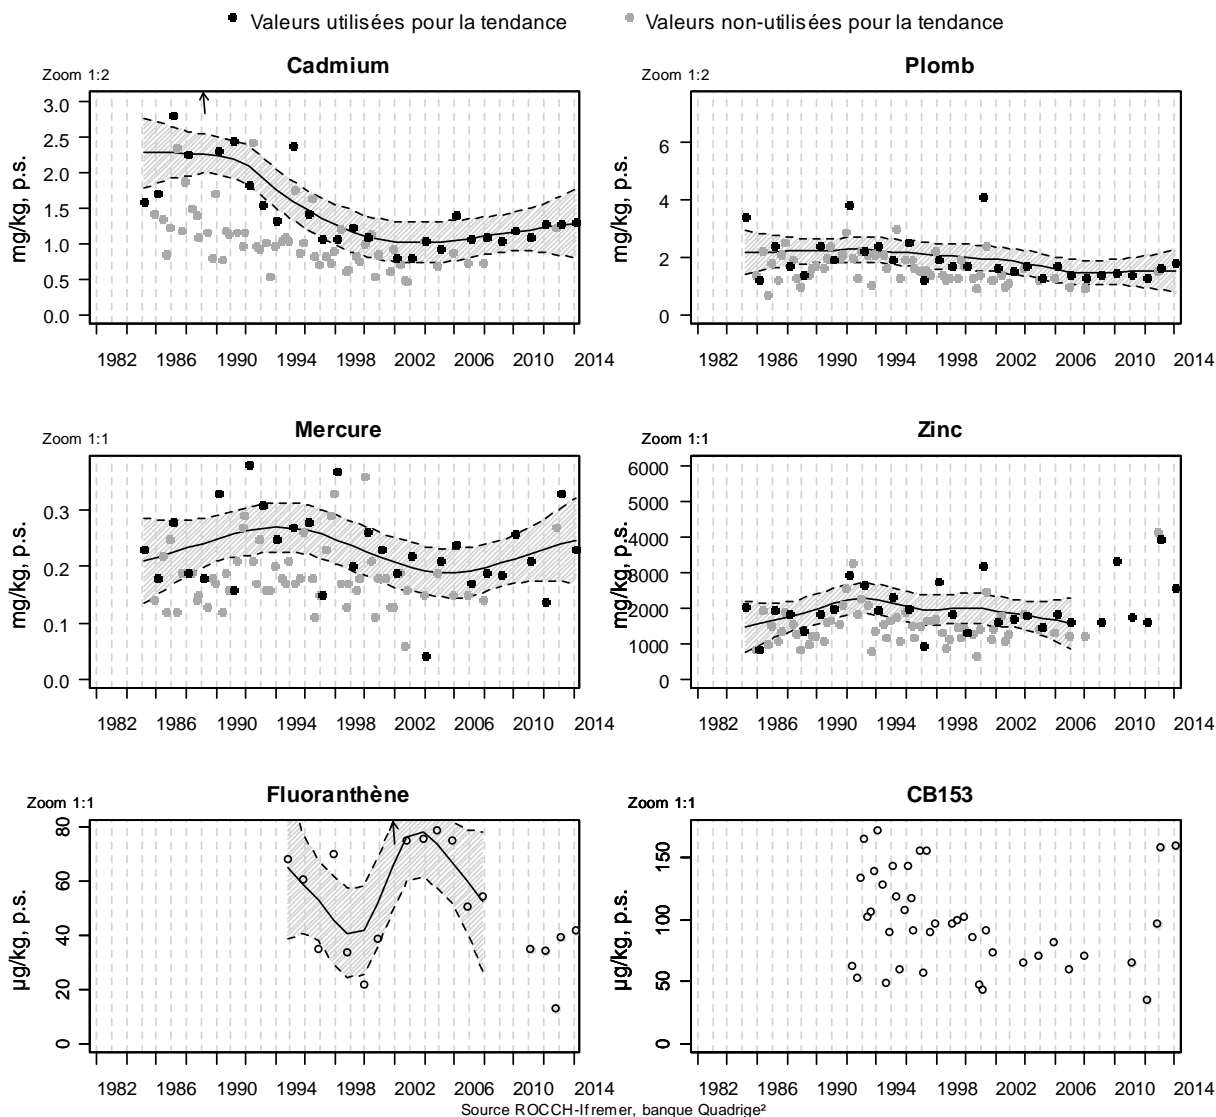 Valeurs utilisées pour la tendance Valeurs non-utilisées pour la tendance
Zoom 1:2 Cadmium
mg/kg, p.s.
3.0
2.5
2.0
1.5
1.0
0.5
0.0
1982 1986 1990 1994 1998 2002 2006 2010 2014
Zoom 1:2 Plomb
mg/kg, p.s.
6
4
2
0
1982 1986 1990 1994 1998 2002 2006 2010 2014
Zoom 1:1 Mercure
mg/kg, p.s.
0.3
0.2
0.1
0.0
1982 1986 1990 1994 1998 2002 2006 2010 2014
Zoom 1:1 Zinc
mg/kg, p.s.
6000
5000
4000
3000
2000
1000
0
1982 1986 1990 1994 1998 2002 2006 2010 2014
Zoom 1:1 Fluoranthène
µg/kg, p.s.
80
60
40
20
0
1982 1986 1990 1994 1998 2002 2006 2010 2014
Zoom 1:1 CB153
µg/kg, p.s.
150
100
50
0
1982 1986 1990 1994 1998 2002 2006 2010 2014
Source ROCCH-Ifremer, banque Quadrige²